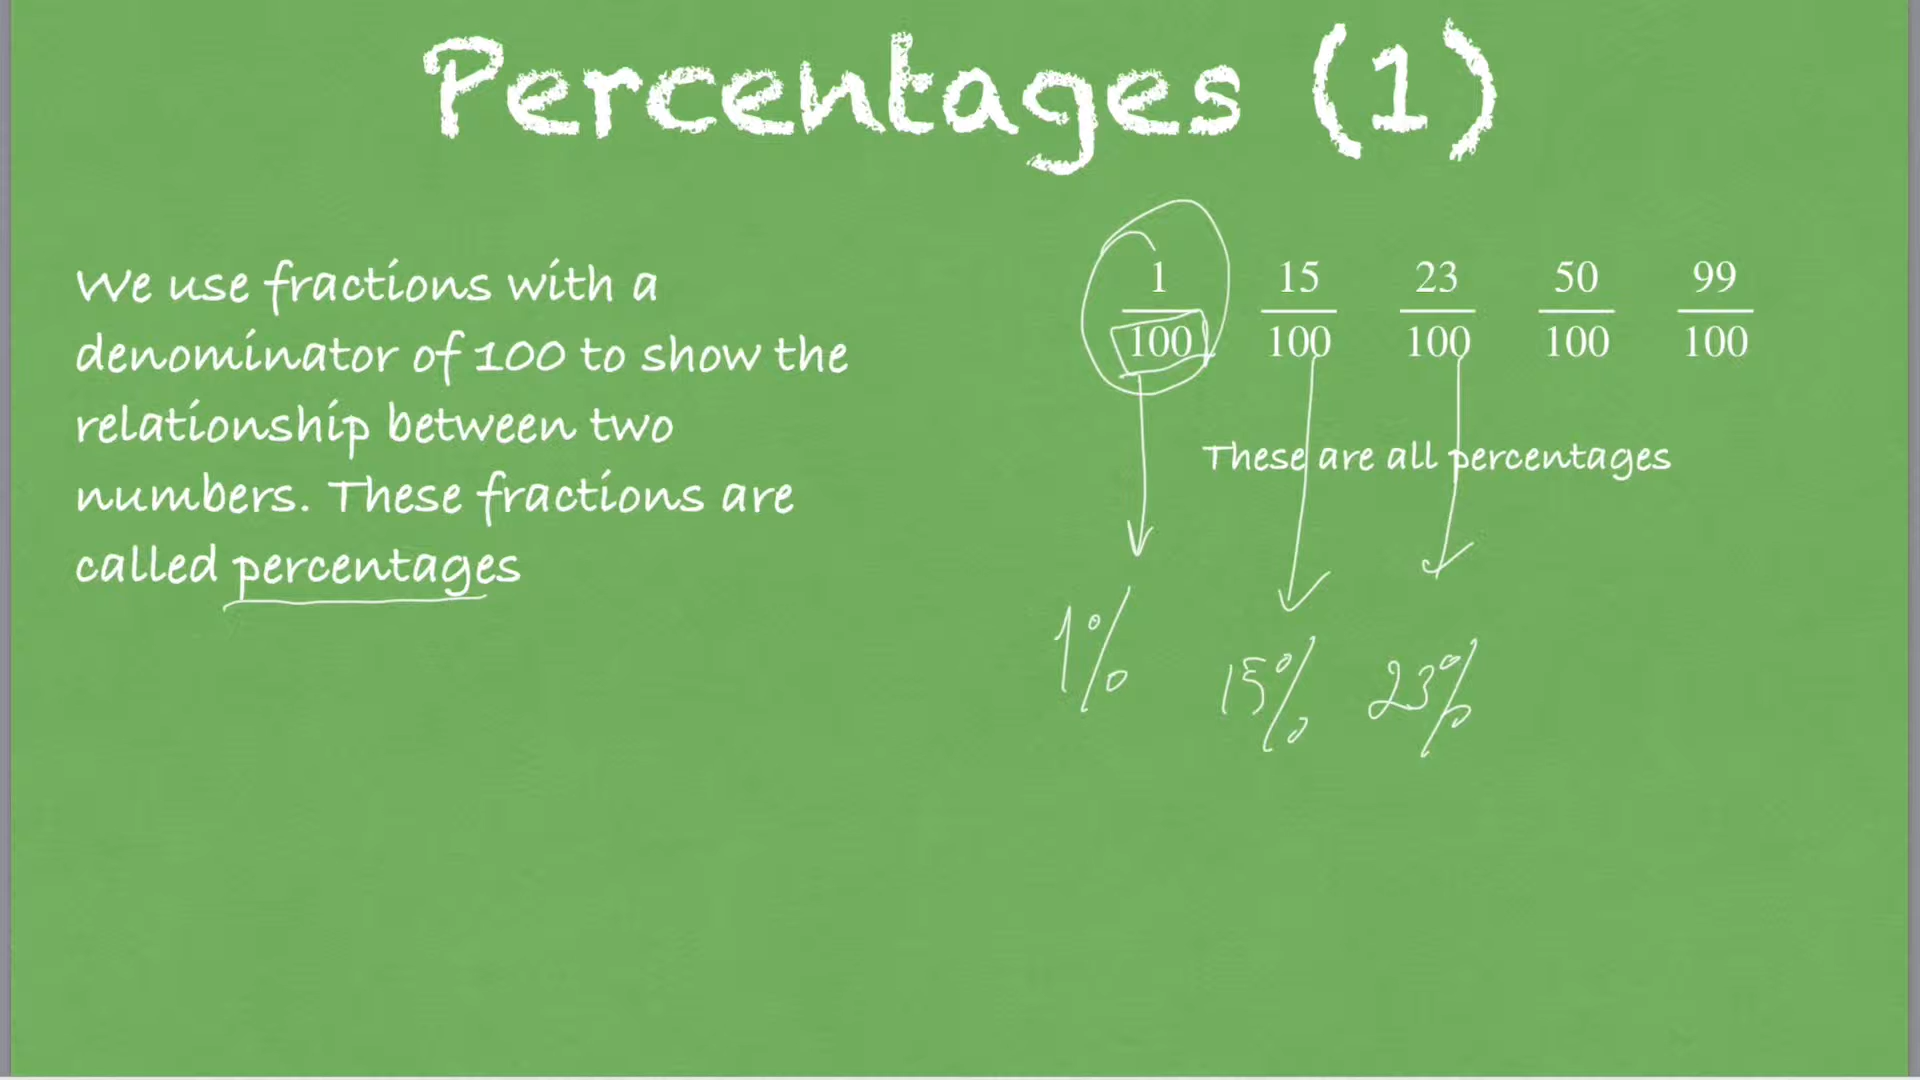 Percentages (1)
We use fractions with a
denominator of 100 to show the
relationship between two
numbers. These fractions are
called percentages
1 15 23 50 99
100 100 100 100 100
These are all percentages
1% 15% 23%